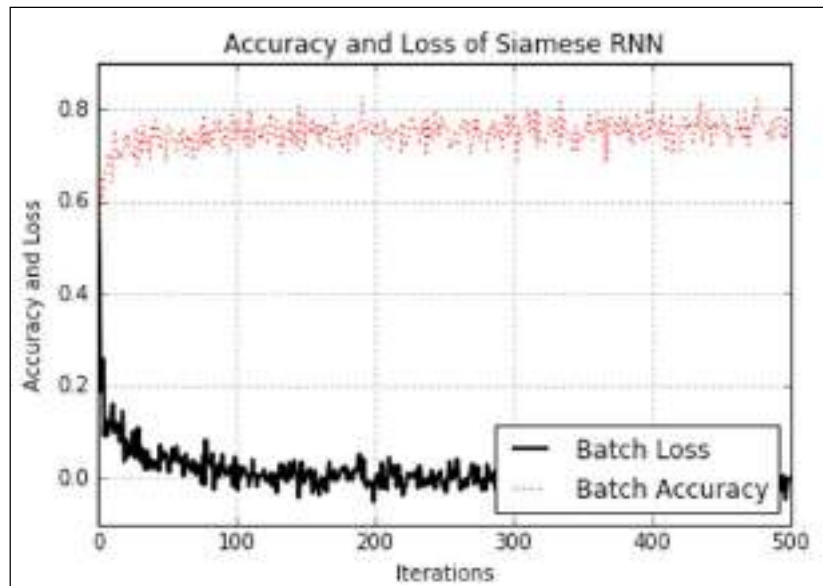 Accuracy and Loss of Siamese RNN
Accuracy and Loss
0.8
0.6
0.4
0.2
0.0
Batch Loss
Batch Accuracy
0 100 200 300 400 500
Iterations